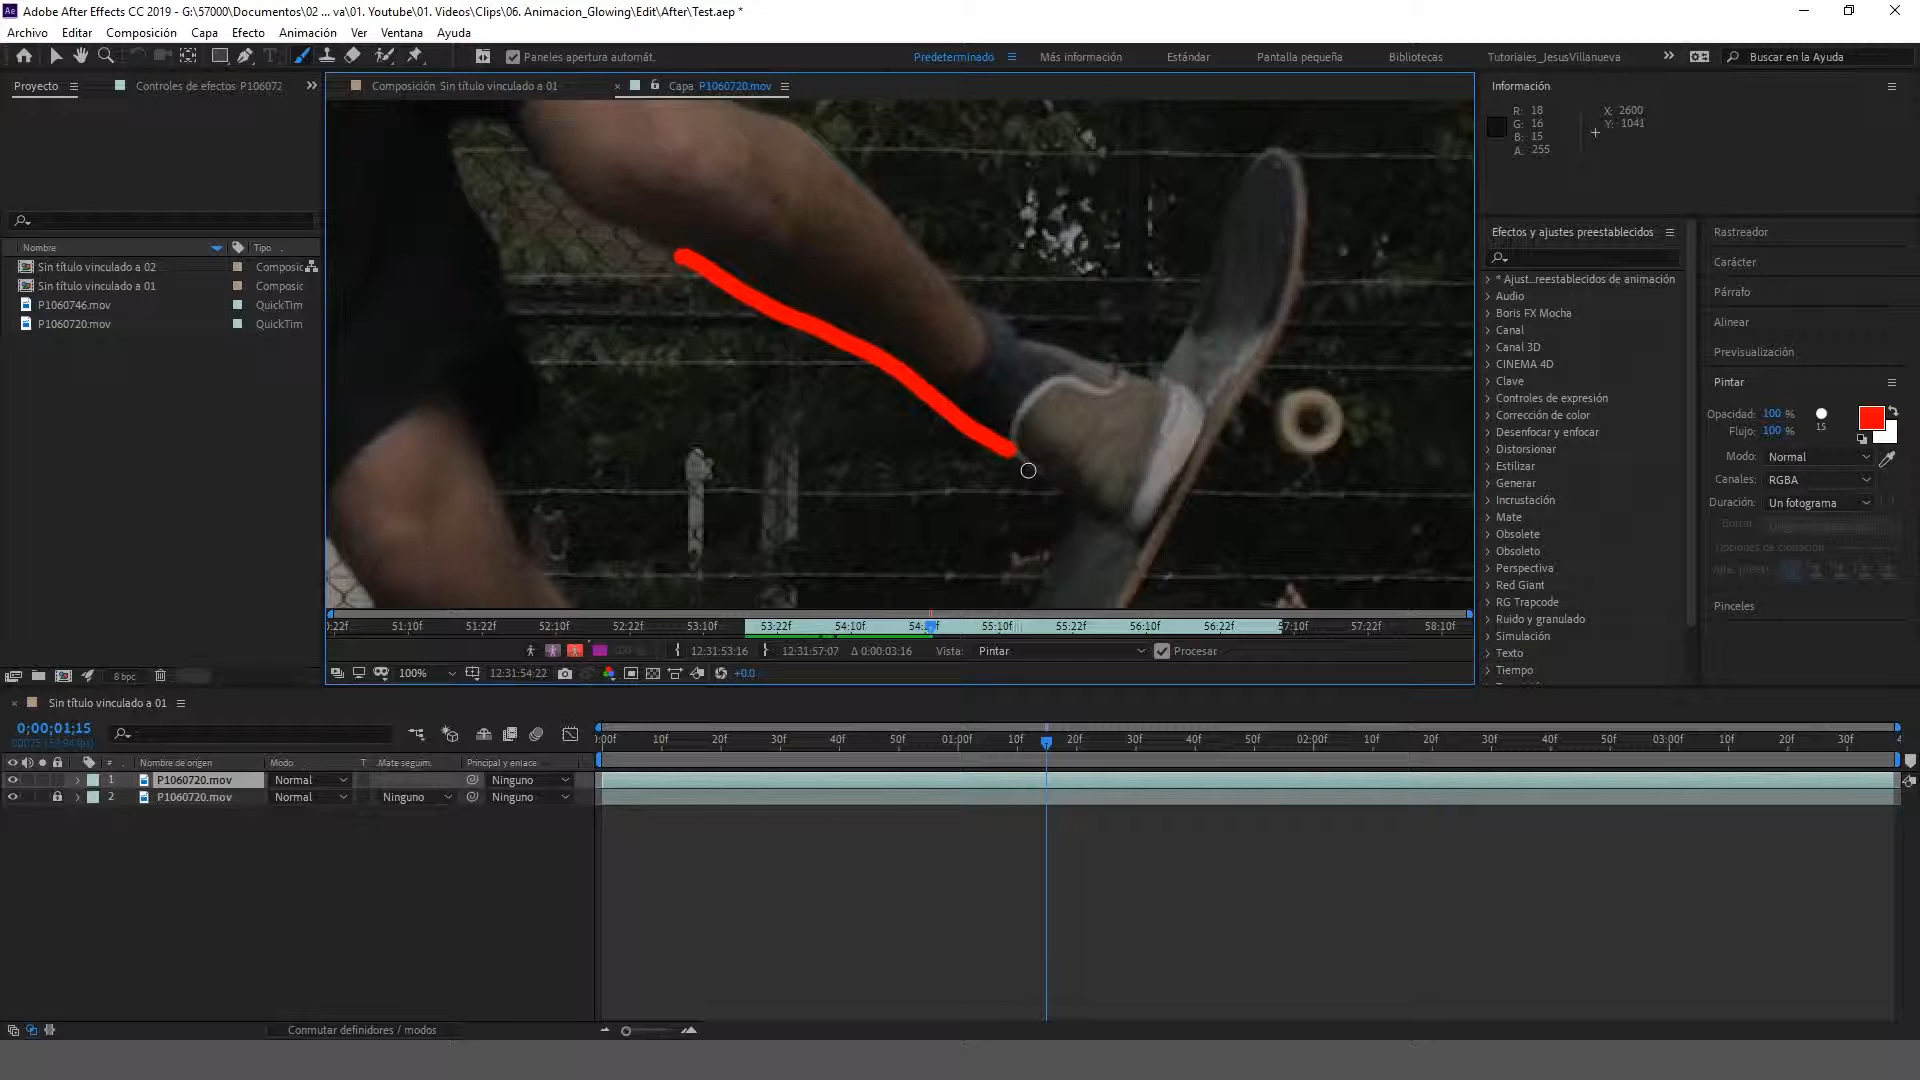 Adobe After Effects CC 2019 - G:\57000\Documentos\02 ... va\01. Youtube\01. Videos\Clips\06. Animacion_Glowing\Edit\After\Test.aep *
Archivo Editar Composición Capa Efecto Animación Ver Ventana Ayuda
Paneles apertura automát. Predeterminado Más información Estándar Pantalla pequeña Bibliotecas Tutoriales_JesusVillanueva Buscar en la Ayuda
Proyecto Controles de efectos P106072
Composición Sin título vinculado a 01 Capa P1060720.mov
Nombre Tipo
Sin título vinculado a 02 Composic
Sin título vinculado a 01 Composic
P1060746.mov QuickTim
P1060720.mov QuickTim
8 bpc
:22f 51:10f 51:22f 52:10f 52:22f 53:10f 53:22f 54:10f 54: 55:10f 55:22f 56:10f 56:22f 57:10f 57:22f 58:10f
12:31:53:16 12:31:57:07 Δ 0:00:03:16 Vista: Pintar Procesar
100% 12:31:54:22 +0.0
Información
R: 18
G: 16
B: 15
A: 255
X: 2600
Y: 1041
Efectos y ajustes preestablecidos
* Ajust...reestablecidos de animación
Audio
Boris FX Mocha
Canal
Canal 3D
CINEMA 4D
Clave
Controles de expresión
Corrección de color
Desenfocar y enfocar
Distorsionar
Estilizar
Generar
Incrustación
Mate
Obsolete
Obsoleto
Perspectiva
Red Giant
RG Trapcode
Ruido y granulado
Simulación
Texto
Tiempo
Rastreador
Carácter
Párrafo
Alinear
Previsualización
Pintar
Opacidad: 100 %
Flujo: 100 %
15
Modo: Normal
Canales: RGBA
Duración: Un fotograma
Borrar:
Opciones de clonación
Pinceles
Sin título vinculado a 01
0;00;01;15
Nombre de origen Modo T Mate seguim. Principal y enlace
1 P1060720.mov Normal Ninguno
2 P1060720.mov Normal Ninguno Ninguno
:00f 10f 20f 30f 40f 50f 01:00f 10f 20f 30f 40f 50f 02:00f 10f 20f 30f 40f 50f 03:00f 10f 20f 30f 4
Conmutar definidores / modos